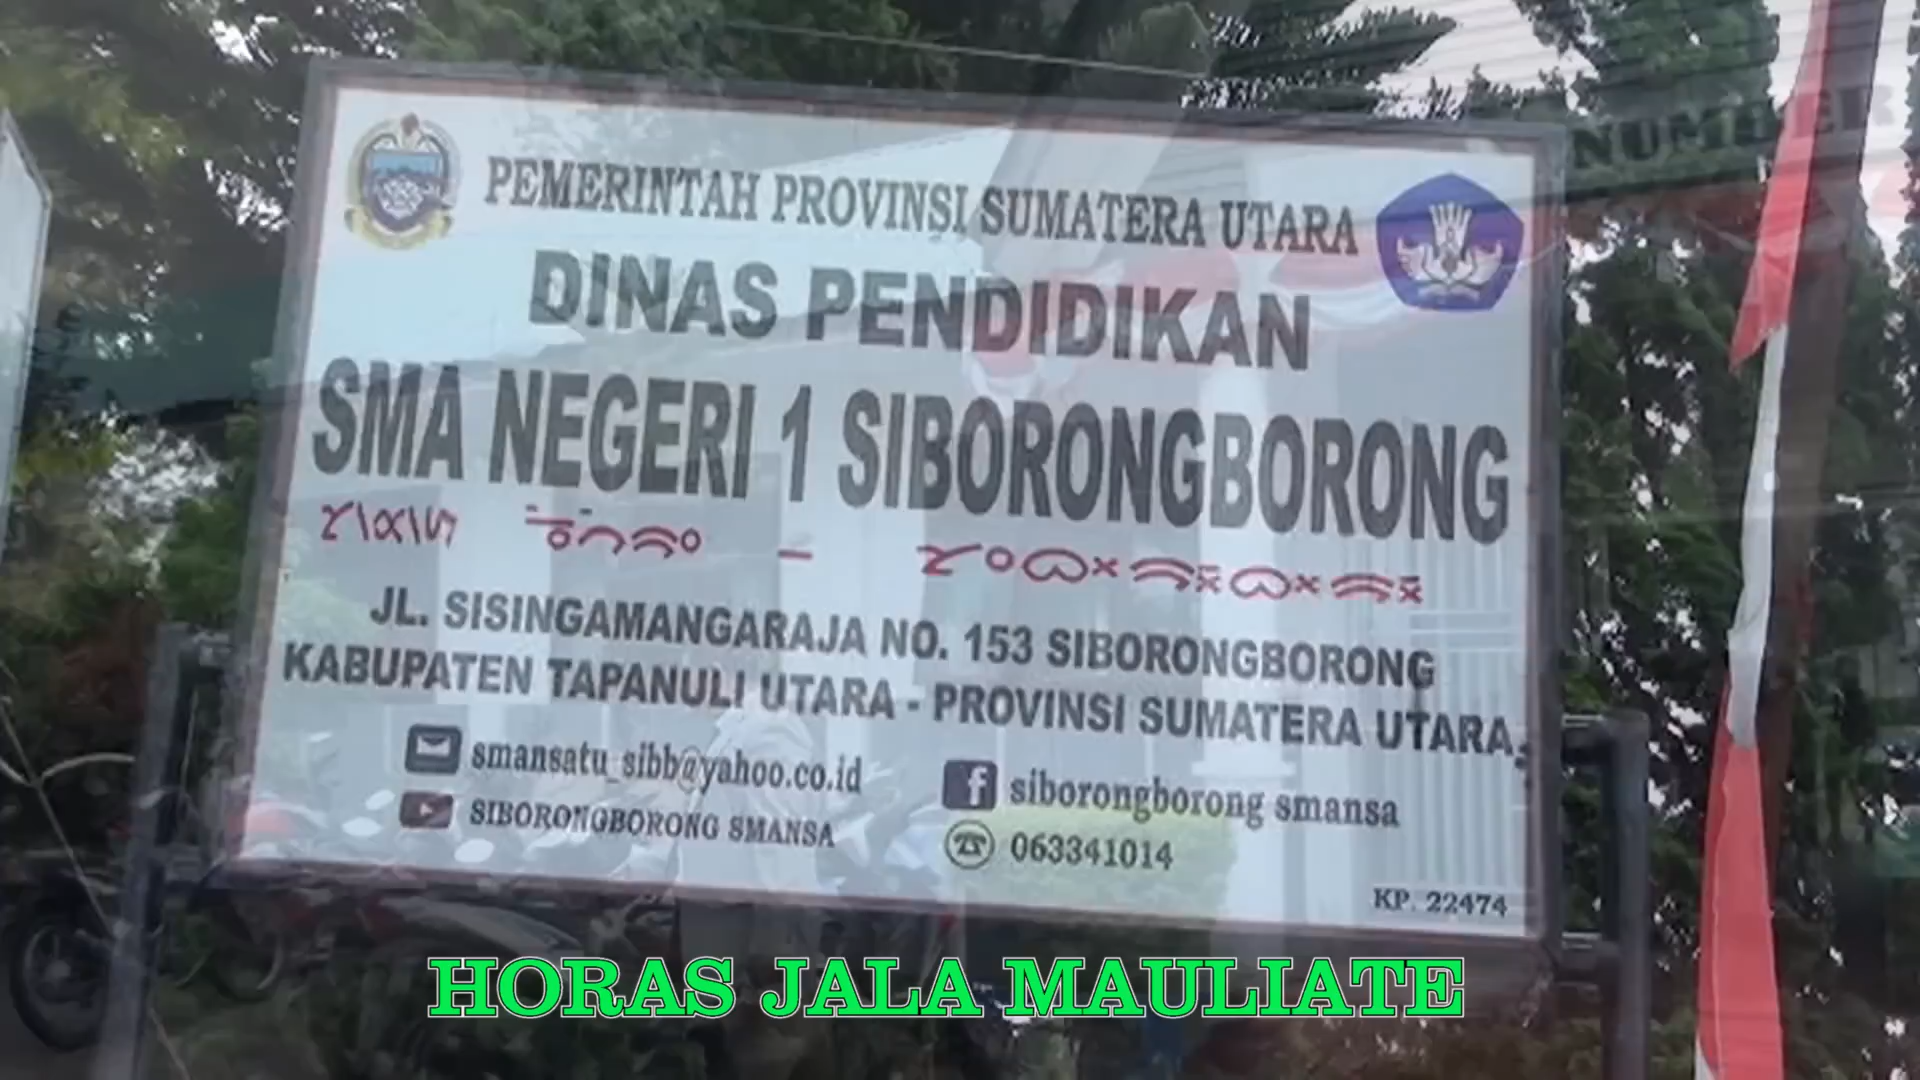 PEMERINTAH PROVINSI SUMATERA UTARA
DINAS PENDIDIKAN
SMA NEGERI 1 SIBORONGBORONG
JL. SISINGAMANGARAJA NO. 153 SIBORONGBORONG
KABUPATEN TAPANULI UTARA - PROVINSI SUMATERA UTARA
smansatu_sibb@yahoo.co.id
siborongborong smansa
SIBORONGBORONG SMANSA
063341014
KP. 22474
HORAS JALA MAULIATE